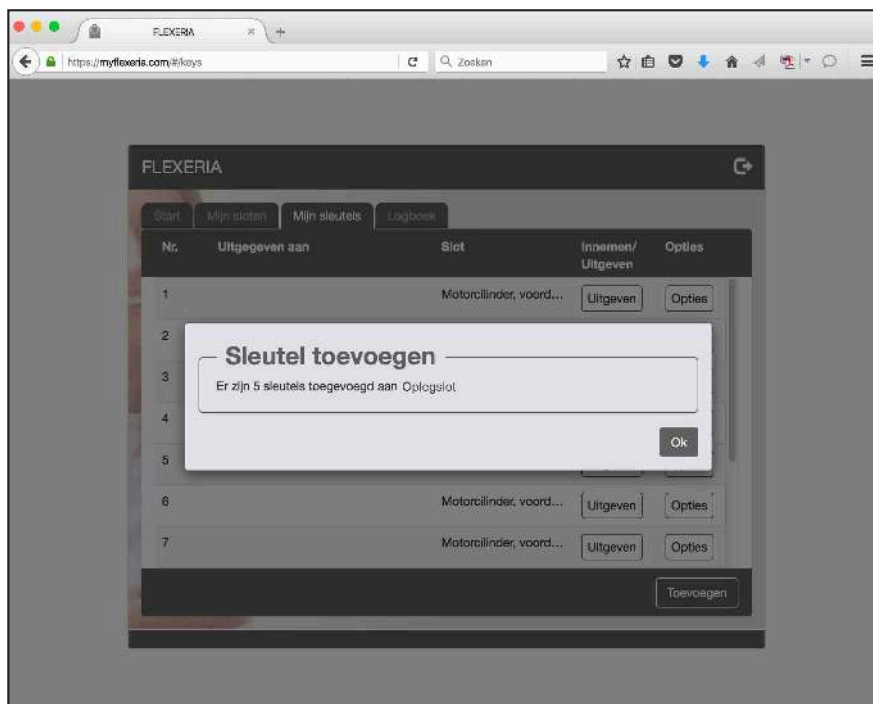 FLEXERIA
https://myflexeria.com/#/keys
Zoeken
FLEXERIA
Start Mijn sloten Mijn sleutels Logboek
Nr. Uitgegeven aan Slot Innemen/ Uitgeven Opties
1 Motorcilinder, voord... Uitgeven Opties
2
3
4
5
Sleutel toevoegen
Er zijn 5 sleutels toegevoegd aan Oplegslot
Ok
6 Motorcilinder, voord... Uitgeven Opties
7 Motorcilinder, voord... Uitgeven Opties
Toevoegen